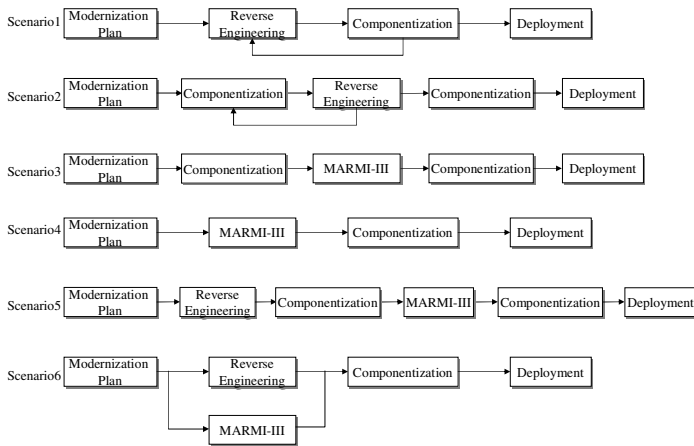 Scenario1 Modernization Plan Reverse Engineering Componentization Deployment
Scenario2 Modernization Plan Componentization Reverse Engineering Componentization Deployment
Scenario3 Modernization Plan Componentization MARMI-III Componentization Deployment
Scenario4 Modernization Plan MARMI-III Componentization Deployment
Scenario5 Modernization Plan Reverse Engineering Componentization MARMI-III Componentization Deployment
Scenario6 Modernization Plan Reverse Engineering Componentization Deployment
MARMI-III